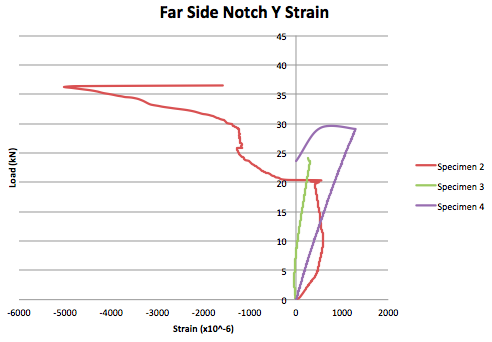 Far Side Notch Y Strain
45
40
35
30
25
20
15
10
5
0
-6000 -5000 -4000 -3000 -2000 -1000 0 1000 2000
Load (kN)
Strain (x10^-6)
Specimen 2
Specimen 3
Specimen 4